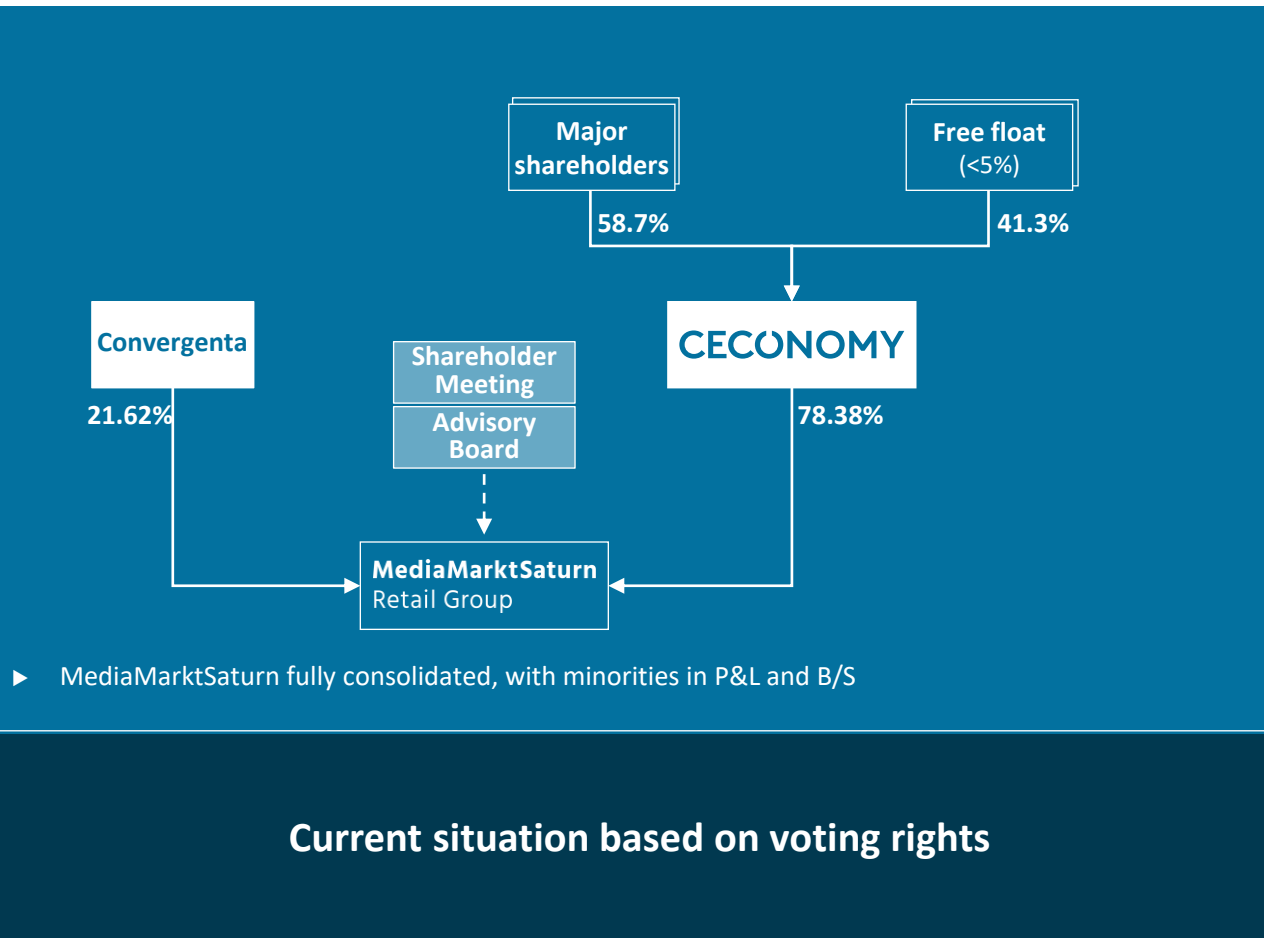 Major
shareholders
Free float
(<5%)
58.7%
41.3%
Convergenta
CECONOMY
Shareholder
Meeting
Advisory
Board
21.62%
78.38%
MediaMarktSaturn
Retail Group
► MediaMarktSaturn fully consolidated, with minorities in P&L and B/S
Current situation based on voting rights